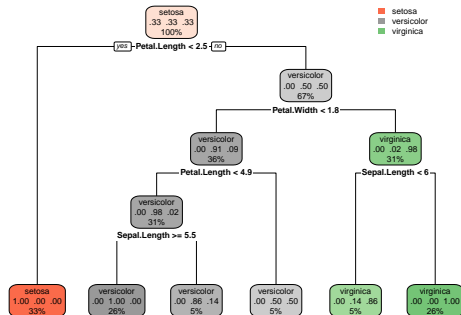 setosa
.33 .33 .33
100%
setosa
versicolor
virginica
yes
Petal.Length < 2.5
no
versicolor
.00 .50 .50
67%
Petal.Width < 1.8
versicolor
.00 .91 .09
36%
virginica
.00 .02 .98
31%
Petal.Length < 4.9
Sepal.Length < 6
versicolor
.00 .98 .02
31%
Sepal.Length >= 5.5
setosa
1.00 .00 .00
33%
versicolor
.00 1.00 .00
26%
versicolor
.00 .86 .14
5%
versicolor
.00 .50 .50
5%
virginica
.00 .14 .86
5%
virginica
.00 .00 1.00
26%